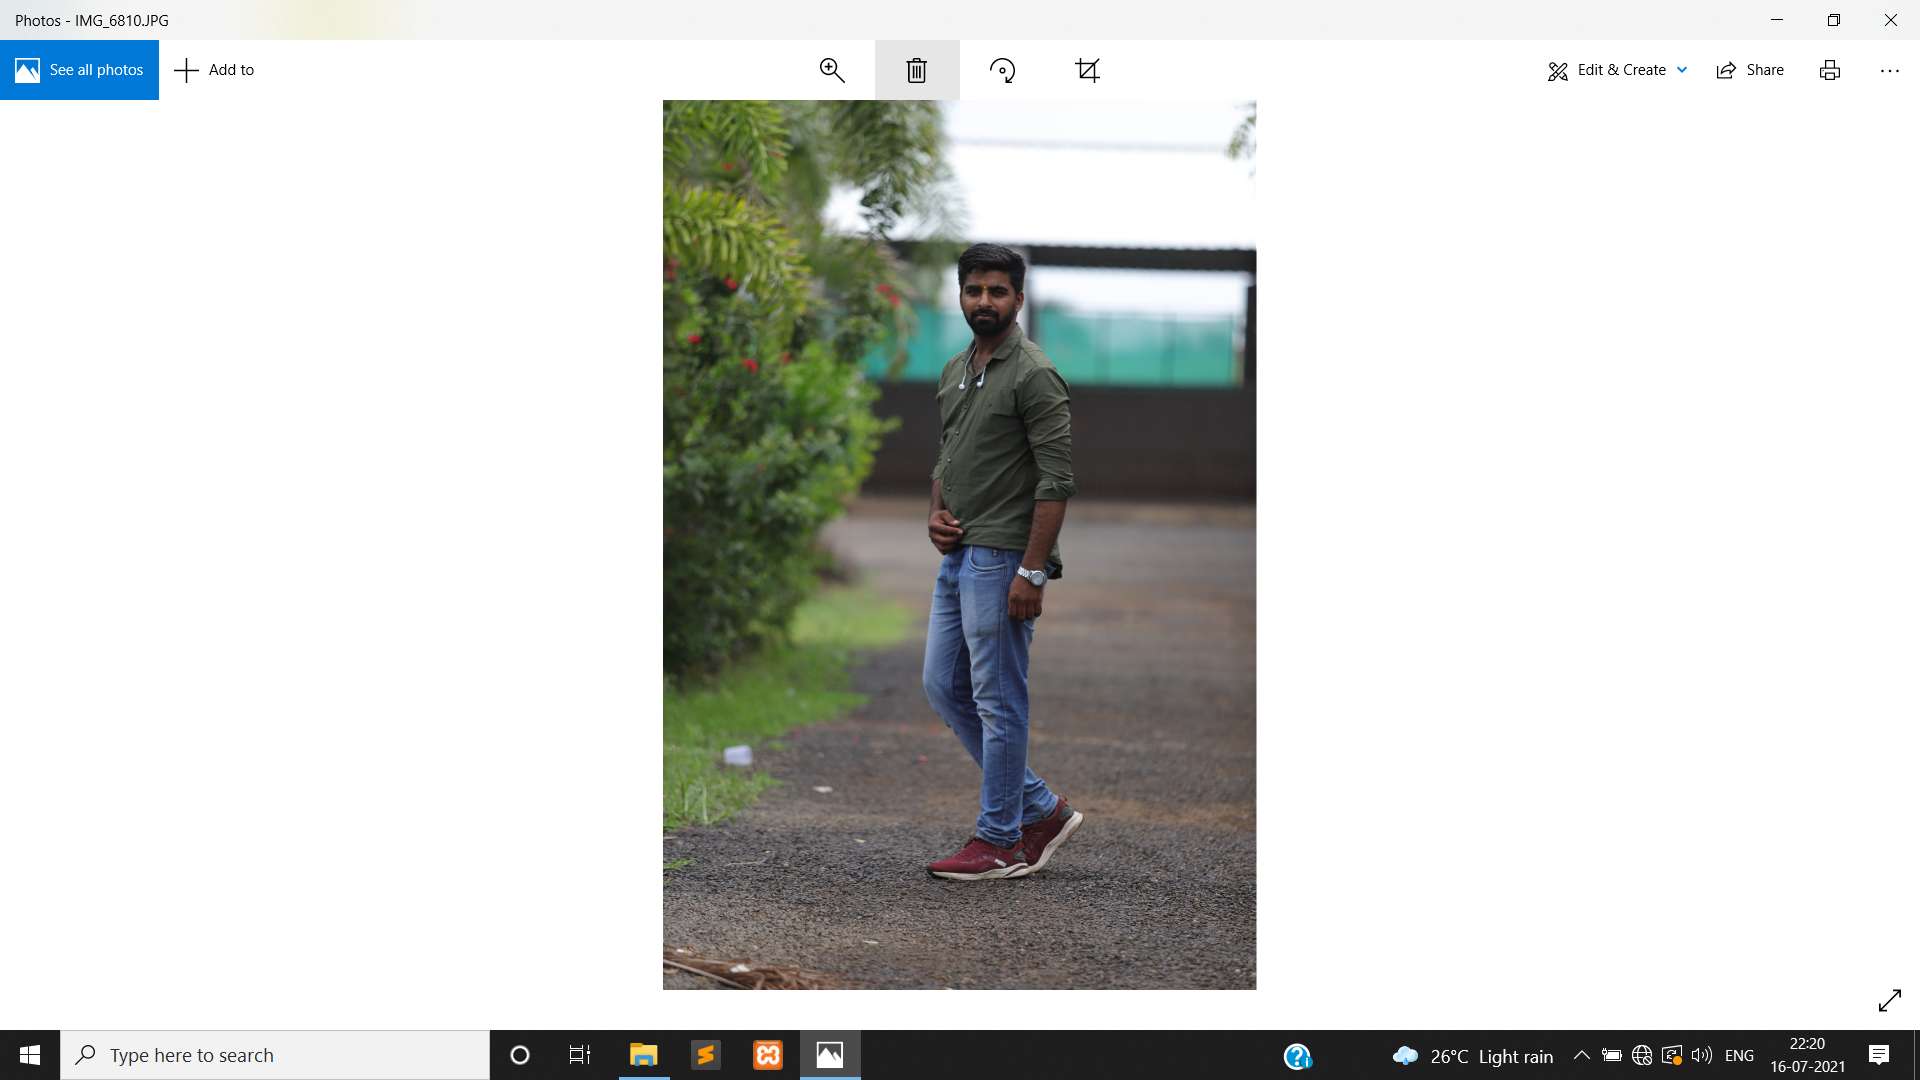 Photos - IMG_6810.JPG
See all photos
Add to
Edit & Create
Share
Type here to search
26°C Light rain
ENG
22:20
16-07-2021